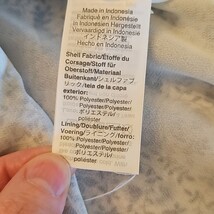 Made in Indonesia
Fabriqué en Indonésie
In Indonesien Hergestellt
Vervaardigd in Indonesië
インドネシア製
Hecho en Indonesia
Shell Fabric/Étoffe du
Corsage/Stoff für
Oberstoff/Materiaal
Buitenkant/シェルファブ
リック/tela de la capa
exterior:
100% Polyester/Polyester/
Polyester/Polyester/
ポリエステル/
poliéster
Lining/Doublure/Futter/
Voering/ライニング/forro:
100% Polyester/Polyester/
Polyester/Polyester/
ポリエステル/
poliéster